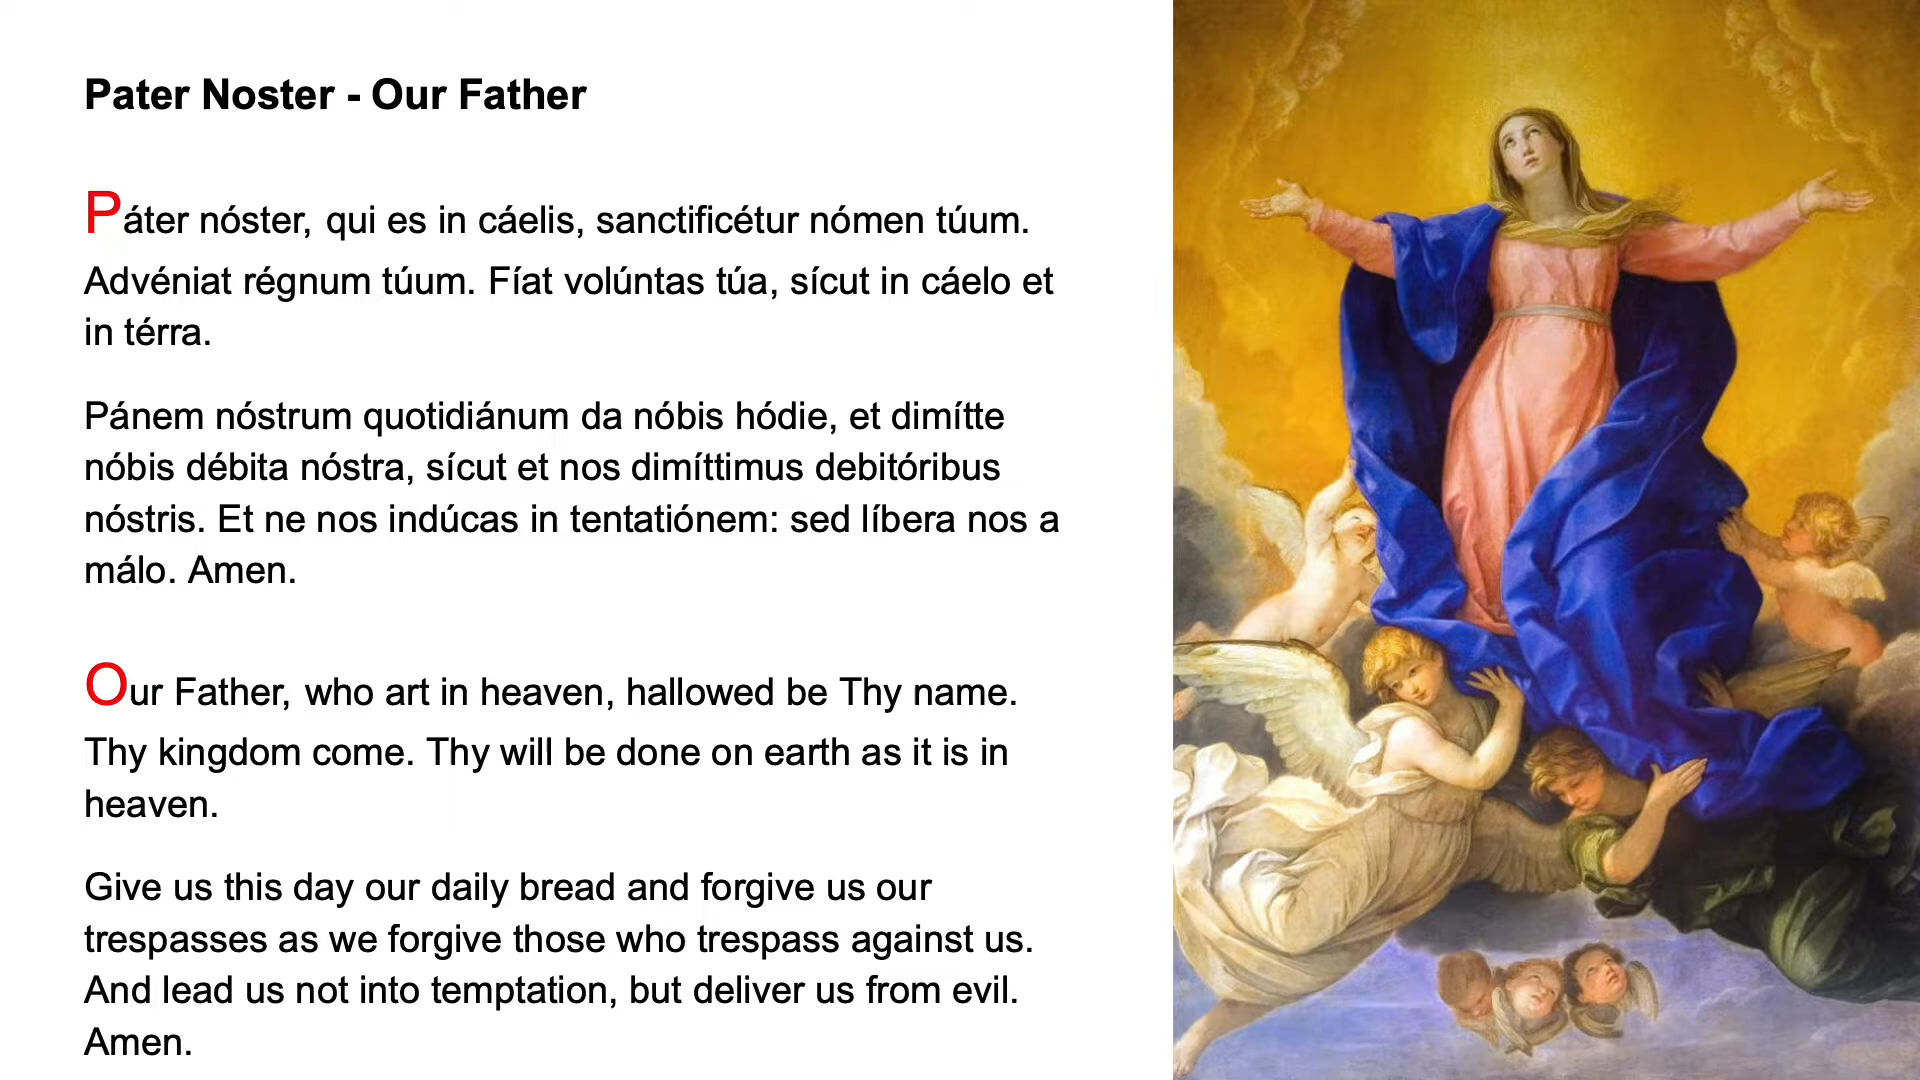 Pater Noster - Our Father
Páter nóster, qui es in cáelis, sanctificétur nómen túum.
Advéniat régnum túum. Fíat volúntas túa, sícut in cáelo et
in térra.
Pánem nóstrum quotidiánum da nóbis hódie, et dimítte
nóbis débita nóstra, sícut et nos dimíttimus debitóribus
nóstris. Et ne nos indúcas in tentatiónem: sed líbera nos a
málo. Amen.
Our Father, who art in heaven, hallowed be Thy name.
Thy kingdom come. Thy will be done on earth as it is in
heaven.
Give us this day our daily bread and forgive us our
trespasses as we forgive those who trespass against us.
And lead us not into temptation, but deliver us from evil.
Amen.